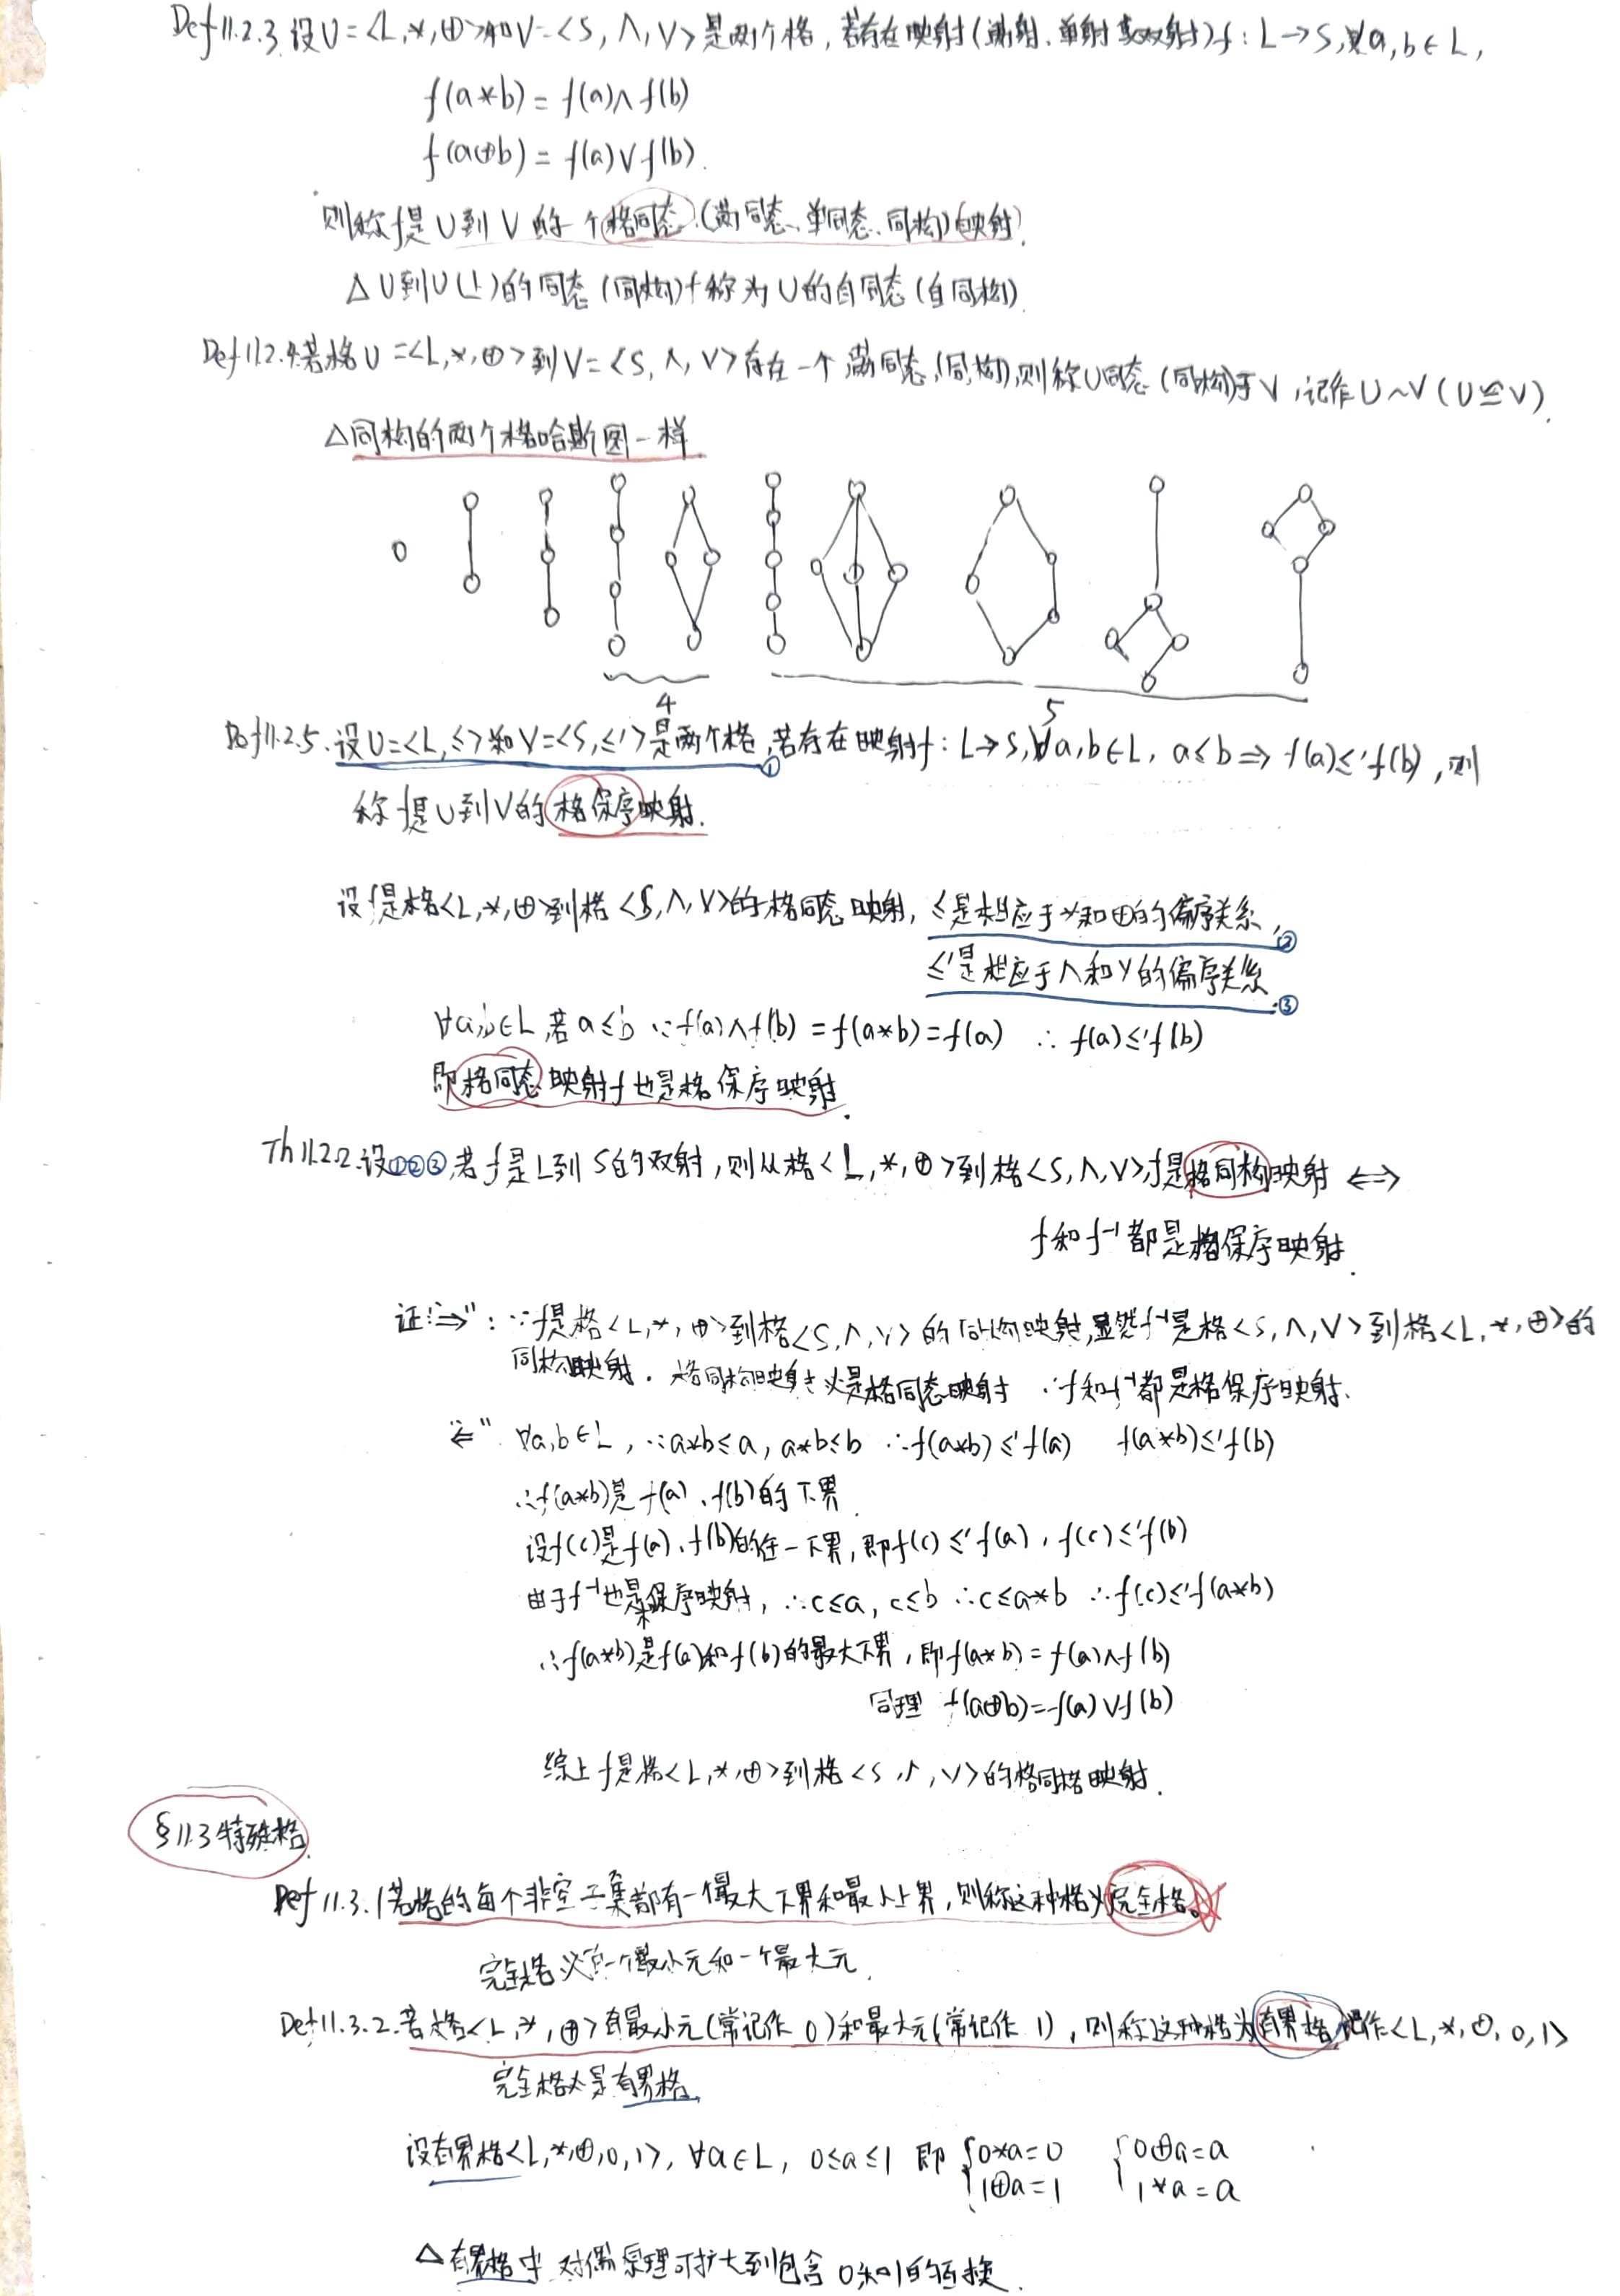 Def 11.2.3. 设U=<L,*,⊕>和V=<S,∧,∨>是两个格,若存在映射(满射、单射或双射)f:L→S,对a,b∈L,
f(a*b)=f(a)∧f(b)
f(a⊕b)=f(a)∨f(b).
则称f是U到V的一个格同态(满同态、单同态、同构)映射.
△ U到U(上)的同态(同构)f称为U的自同态(自同构)
Def 11.2.4.若格U=<L,*,⊕>到V=<S,∧,∨>存在一个满同态(同构),则称U同态(同构)于V,记作U~V(U≌V).
△同构的两个格哈斯图一样
4
5
Def 11.2.5.设U=<L,≤>和V=<S,≤'>是两个格①,若存在映射f:L→S,∀a,b∈L, a≤b⇒f(a)≤'f(b),则
称f是U到V的格保序映射.
设f是格<L,*,⊕>到格<S,∧,∨>的格同态映射,≤是相应于*和⊕的偏序关系,②
≤'是相应于∧和∨的偏序关系.③
∀a,b∈L,若a≤b ∵f(a)∧f(b)=f(a*b)=f(a) ∴f(a)≤'f(b)
即格同态映射f也是格保序映射.
Th 11.2.2.设①②③,若f是L到S的双射,则从格<L,*,⊕>到格<S,∧,∨>,f是格同构映射⟺
f和f⁻¹都是格保序映射.
证:"⇒":∵f是格<L,*,⊕>到格<S,∧,∨>的同构映射,显然f⁻¹是格<S,∧,∨>到格<L,*,⊕>的
同构映射.格同构映射必是格同态映射 ∴f和f⁻¹都是格保序映射.
"⇐" ∀a,b∈L,∵a*b≤a, a*b≤b ∴f(a*b)≤'f(a) f(a*b)≤'f(b)
∴f(a*b)是f(a)、f(b)的下界.
设f(c)是f(a)、f(b)的任一下界,即f(c)≤'f(a),f(c)≤'f(b)
由于f⁻¹也是格保序映射,∴c≤a, c≤b ∴c≤a*b ∴f(c)≤'f(a*b)
∴f(a*b)是f(a)和f(b)的最大下界,即f(a*b)=f(a)∧f(b)
同理 f(a⊕b)=f(a)∨f(b)
综上f是格<L,*,⊕>到格<S,∧,∨>的格同格映射.
§11.3特殊格.
Def 11.3.1若格的每个非空子集都有一个最大下界和最小上界,则称这种格为完全格。
完全格必有一个最小元和一个最大元.
Def 11.3.2.若格<L,*,⊕>有最小元(常记作0)和最大元(常记作1),则称这种格为有界格,记作<L,*,⊕,0,1>
完全格必是有界格.
设有界格<L,*,⊕,0,1>,∀a∈L, 0≤a≤1 即 {0*a=0 {0⊕a=a
1⊕a=1 1*a=a
△有界格中 对偶原理可扩大到包含0和1的互换.